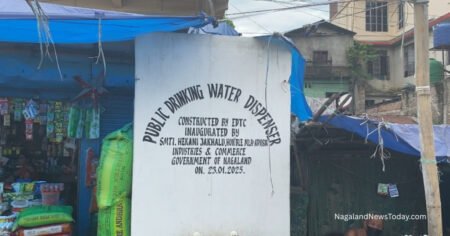 PUBLIC DRINKING WATER DISPENSER
CONSTRUCTED BY EDTC
INAUGURATED BY
SMTI. HEKANI JAKHALU, HON'BLE, MLA ADVISOR
INDUSTRIES & COMMERCE
GOVERNMENT OF NAGALAND
ON. 23.01.2025.
NagalandNewsToday.com